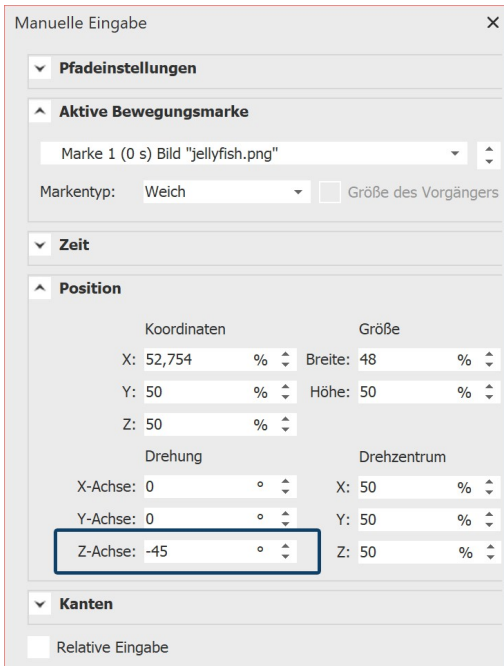 Manuelle Eingabe
Pfadeinstellungen
Aktive Bewegungsmarke
Marke 1 (0 s) Bild "jellyfish.png"
Markentyp: Weich Größe des Vorgängers
Zeit
Position
Koordinaten Größe
X: 52,754 % Breite: 48 %
Y: 50 % Höhe: 50 %
Z: 50 %
Drehung Drehzentrum
X-Achse: 0 ° X: 50 %
Y-Achse: 0 ° Y: 50 %
Z-Achse: -45 ° Z: 50 %
Kanten
Relative Eingabe